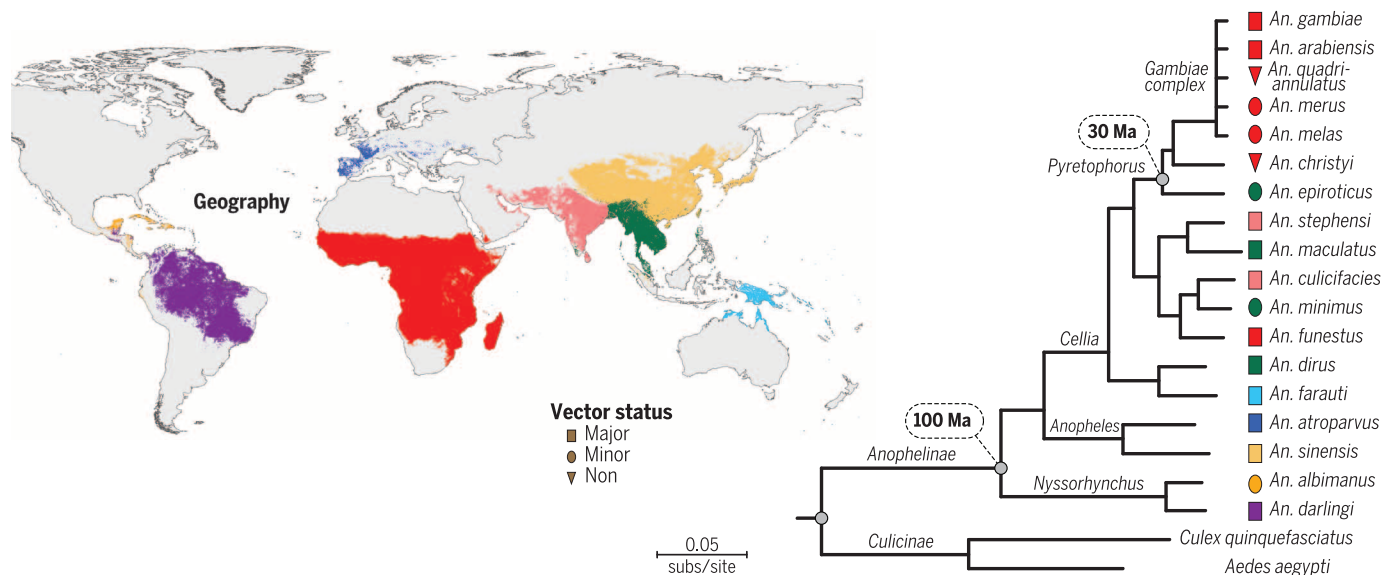 Geography
Vector status
Major
Minor
Non
0.05
subs/site
Gambiae
complex
30 Ma
Pyretophorus
Cellia
100 Ma
Anopheles
Anophelinae
Nyssorhynchus
Culicinae
An. gambiae
An. arabiensis
An. quadri-
annulatus
An. merus
An. melas
An. christyi
An. epiroticus
An. stephensi
An. maculatus
An. culicifacies
An. minimus
An. funestus
An. dirus
An. farauti
An. atroparvus
An. sinensis
An. albimanus
An. darlingi
Culex quinquefasciatus
Aedes aegypti